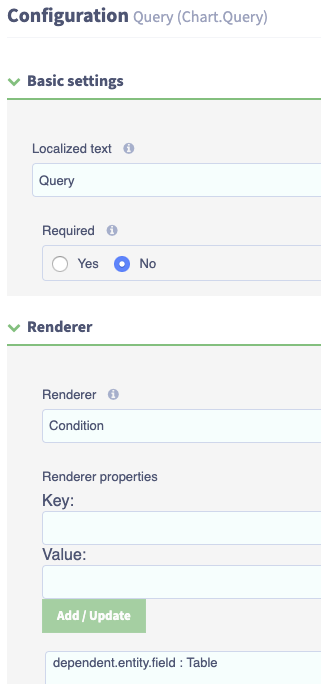 Configuration Query (Chart.Query)
Basic settings
Localized text
Query
Required
Yes No
Renderer
Renderer
Condition
Renderer properties
Key:
Value:
Add / Update
dependent.entity.field : Table